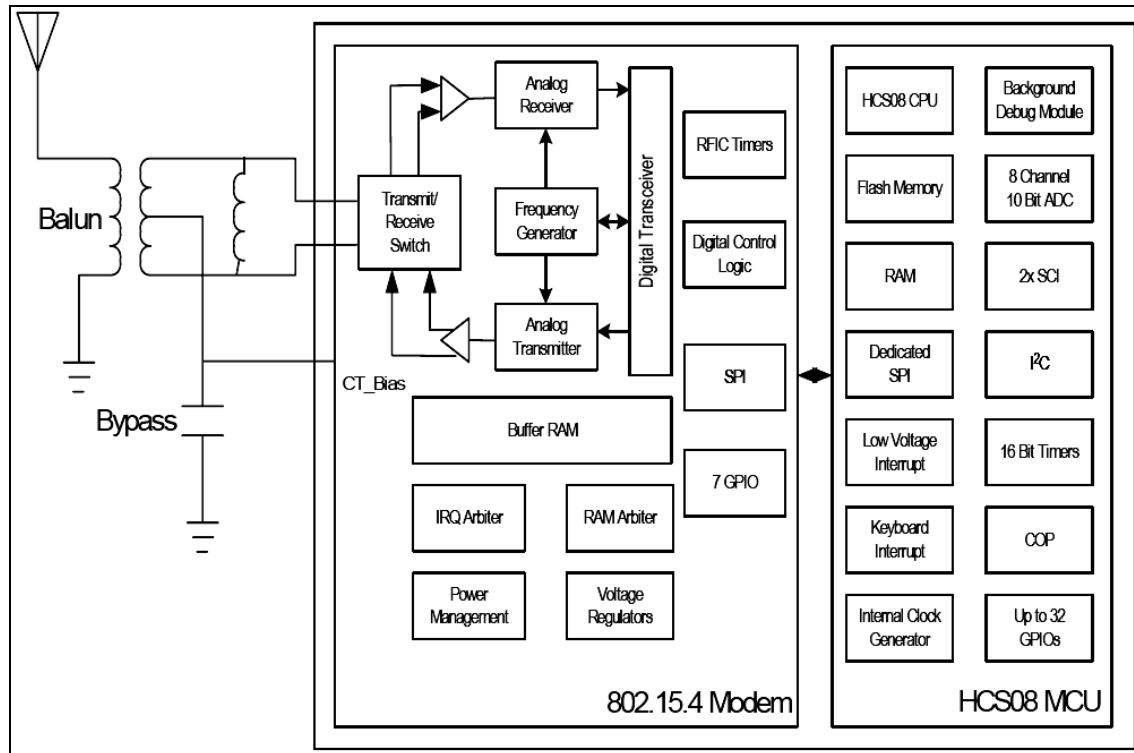 Balun
Bypass
CT_Bias
Transmit/
Receive
Switch
Analog
Receiver
Frequency
Generator
Analog
Transmitter
Digital Transceiver
RFIC Timers
Digital Control
Logic
SPI
7 GPIO
Buffer RAM
IRQ Arbiter
RAM Arbiter
Power
Management
Voltage
Regulators
802.15.4 Modem
HCS08 CPU
Background
Debug Module
Flash Memory
8 Channel
10 Bit ADC
RAM
2x SCI
Dedicated
SPI
I²C
Low Voltage
Interrupt
16 Bit Timers
Keyboard
Interrupt
COP
Internal Clock
Generator
Up to 32
GPIOs
HCS08 MCU